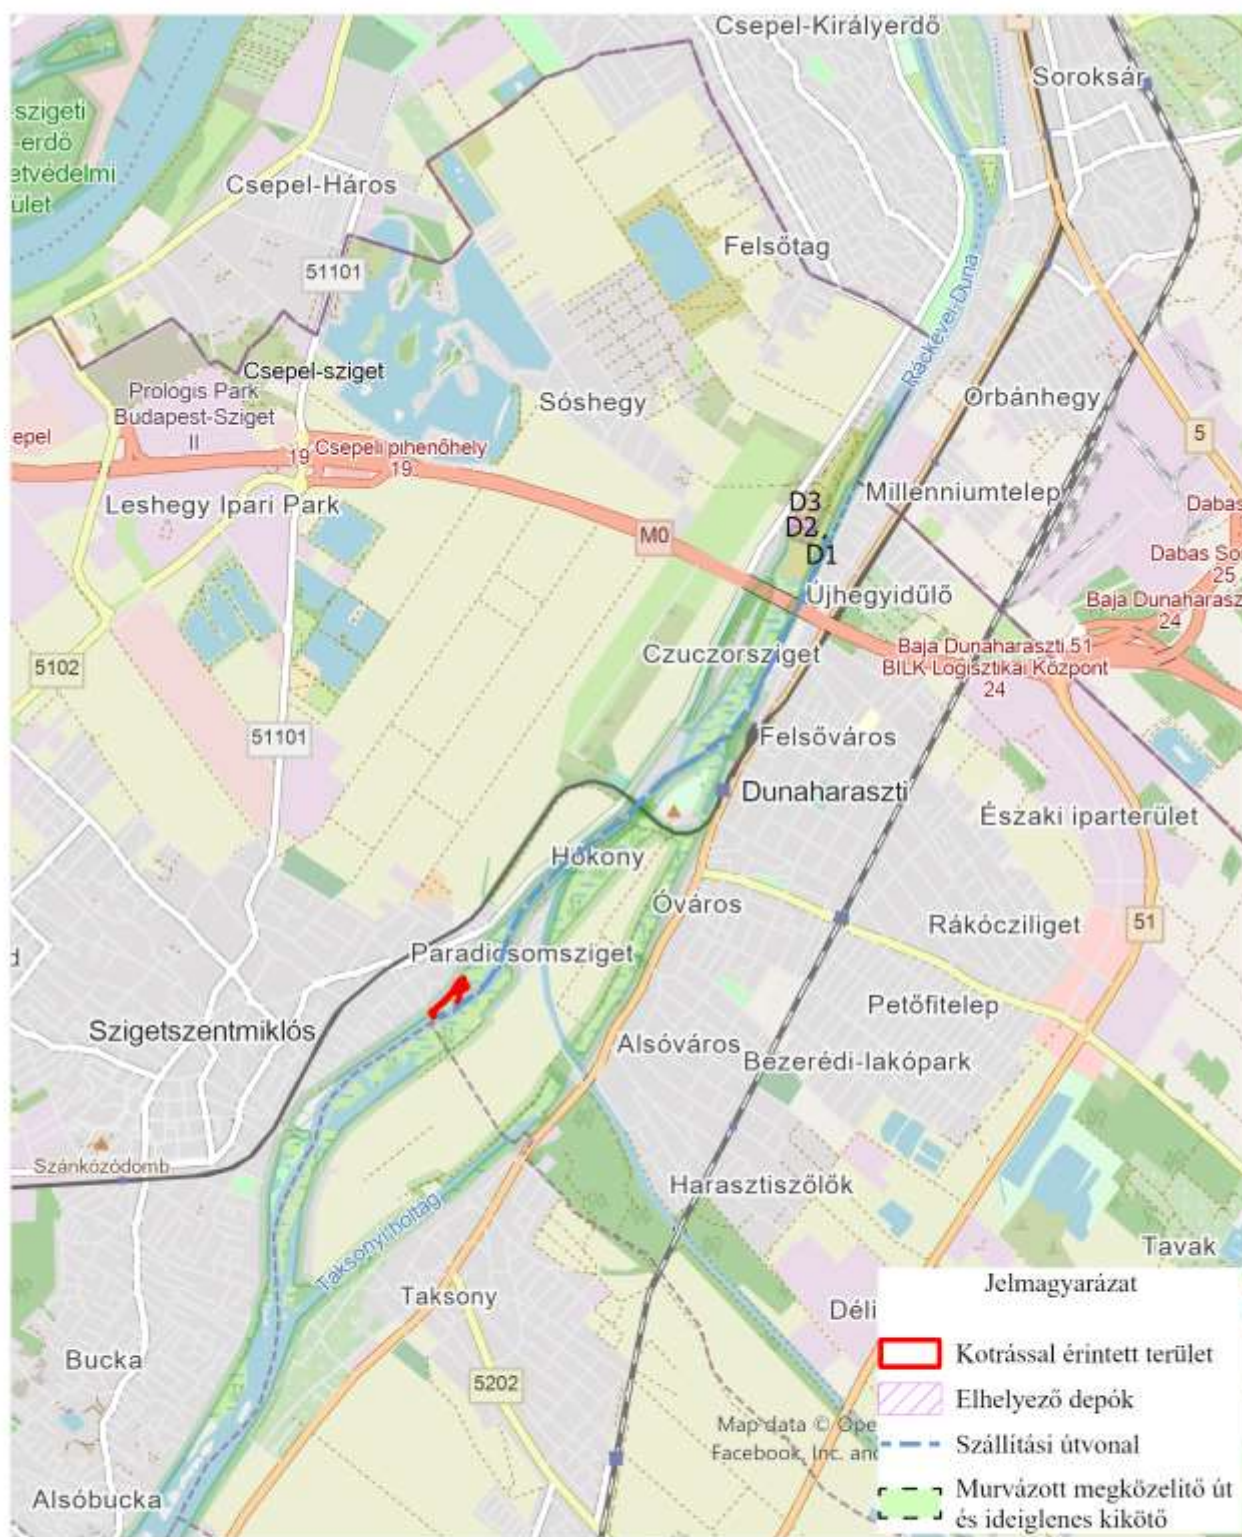 Csepel-Királyerdő
Soroksár
-szigeti
-erdő
etvédelmi
ület
Csepel-Háros
Felsőtag
51101
Ráckevei-Duna
Csepel-sziget
Prologis Park
Budapest-Sziget
II
Sóshegy
Orbánhegy
epel
19
Csepeli pihenőhely
19
5
Leshegy Ipari Park
Millenniumtelep
D3
D2
D1
M0
Dabas
Dabas So
25
Újhegyidűlő
Baja Dunaharasz
24
Czuczorsziget
Baja Dunaharaszti 51
BILK Logisztikai Központ
24
5102
51101
Felsőváros
Dunaharaszti
Északi iparterület
Hókony
Óváros
Rákócziliget
51
Paradicsomsziget
d
Petőfitelep
Szigetszentmiklós
Alsóváros
Bezerédi-lakópark
Szánkózódomb
Harasztiszőlők
Taksonyi holtág
Tavak
Taksony
Déli
Bucka
5202
Alsóbucka
Map data © Ope
Facebook, Inc. and
Jelmagyarázat
Kotrással érintett terület
Elhelyező depók
Szállítási útvonal
Murvázott megközelítő út
és ideiglenes kikötő